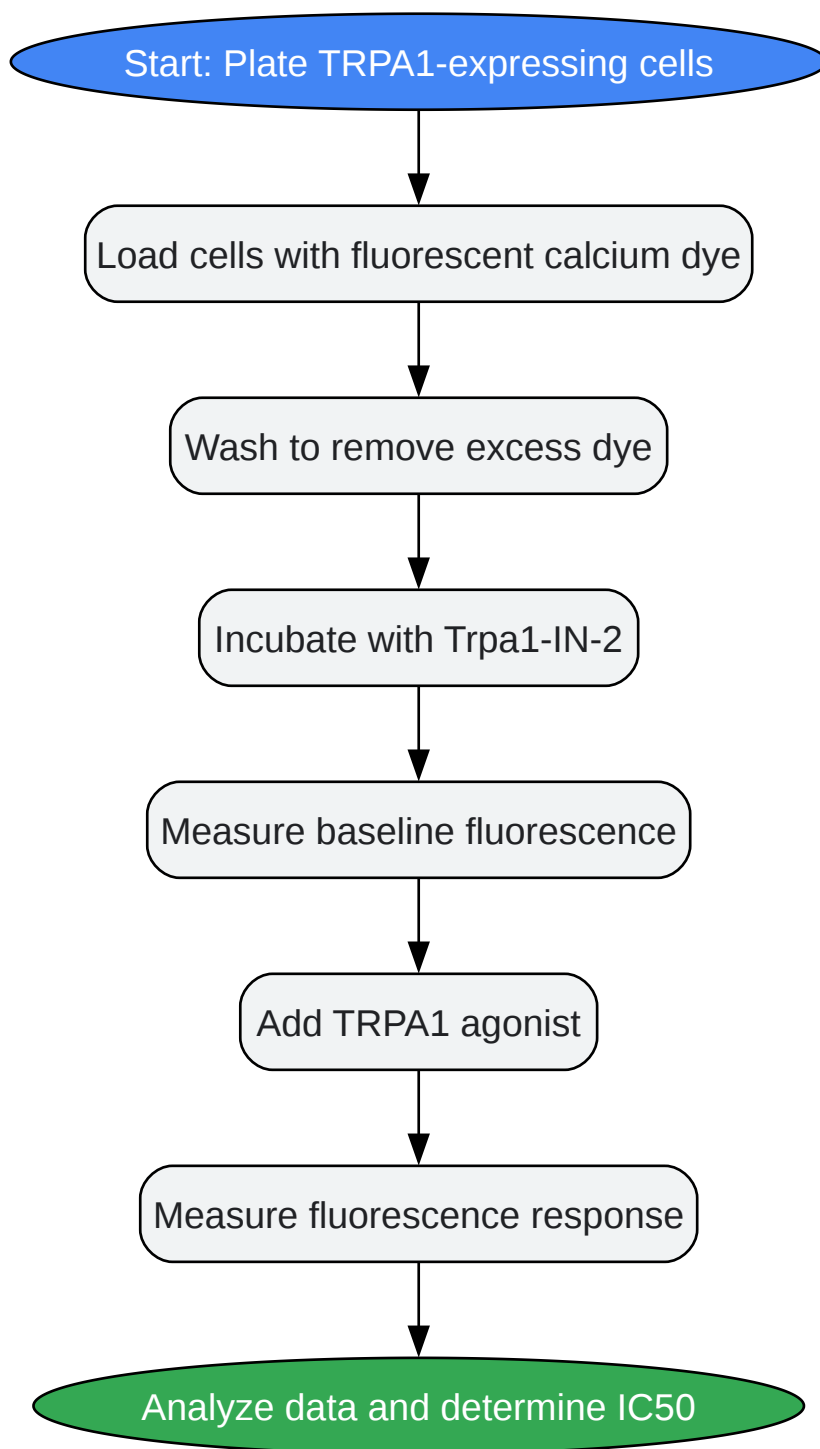 Start: Plate TRPA1-expressing cells
Load cells with fluorescent calcium dye
Wash to remove excess dye
Incubate with Trpa1-IN-2
Measure baseline fluorescence
Add TRPA1 agonist
Measure fluorescence response
Analyze data and determine IC50